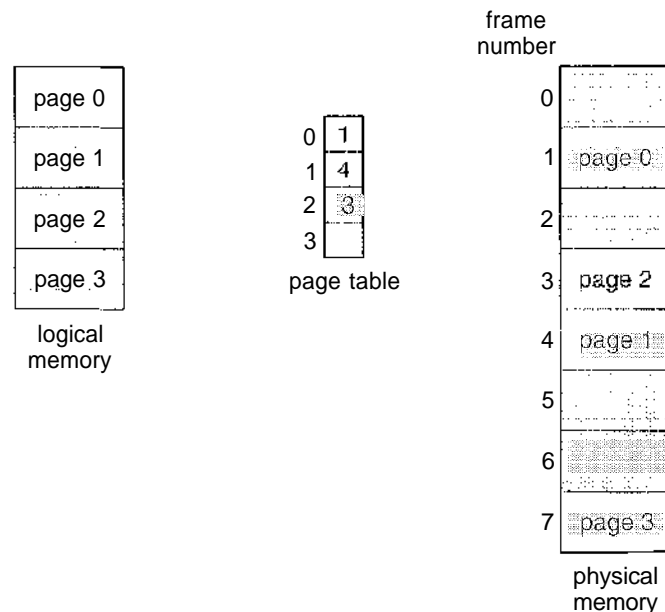 frame
number
page 0
page 1
page 2
page 3
logical
memory
0 1
1 4
2 3
3
page table
0
1 page 0
2
3 page 2
4 page 1
5
6
7 page 3
physical
memory